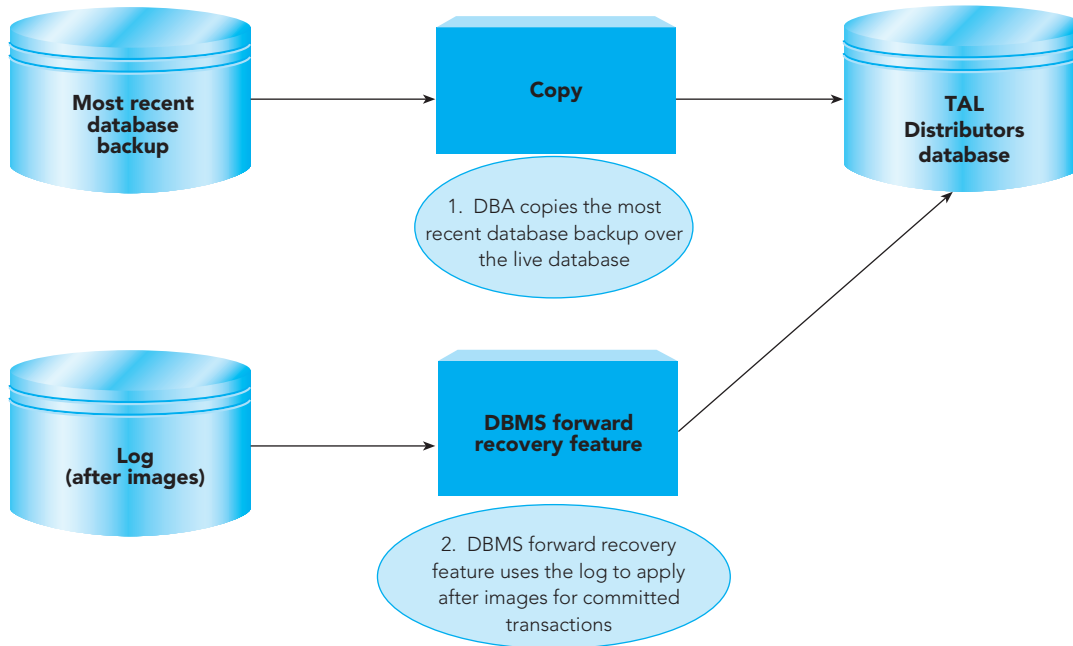 Most recent
database
backup
Copy
TAL
Distributors
database
1. DBA copies the most
recent database backup over
the live database
Log
(after images)
DBMS forward
recovery feature
2. DBMS forward recovery
feature uses the log to apply
after images for committed
transactions